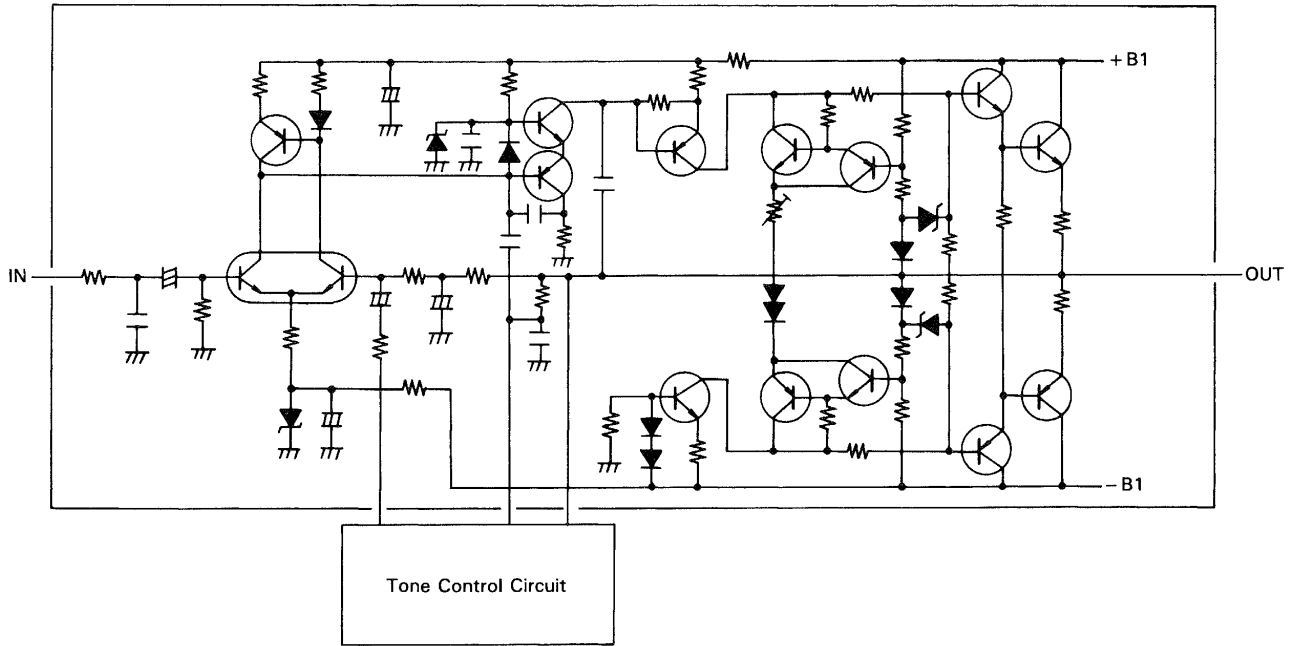 +B1
IN
OUT
−B1
Tone Control Circuit